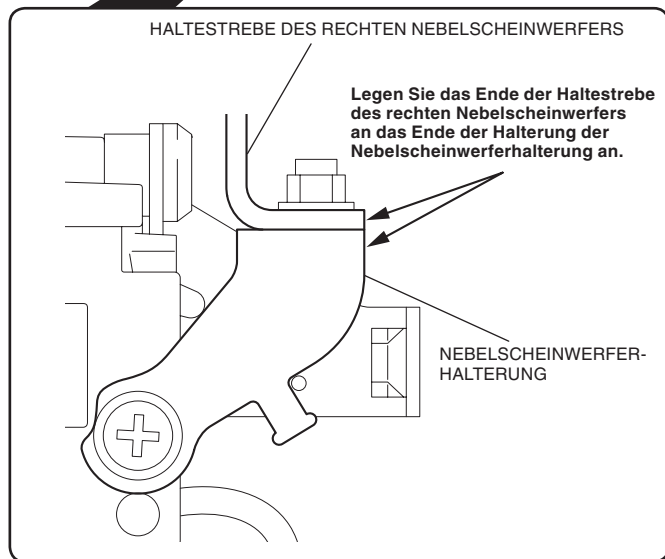 HALTESTREBE DES RECHTEN NEBELSCHEINWERFERS
Legen Sie das Ende der Haltestrebe
des rechten Nebelscheinwerfers
an das Ende der Halterung der
Nebelscheinwerferhalterung an.
NEBELSCHEINWERFER-
HALTERUNG